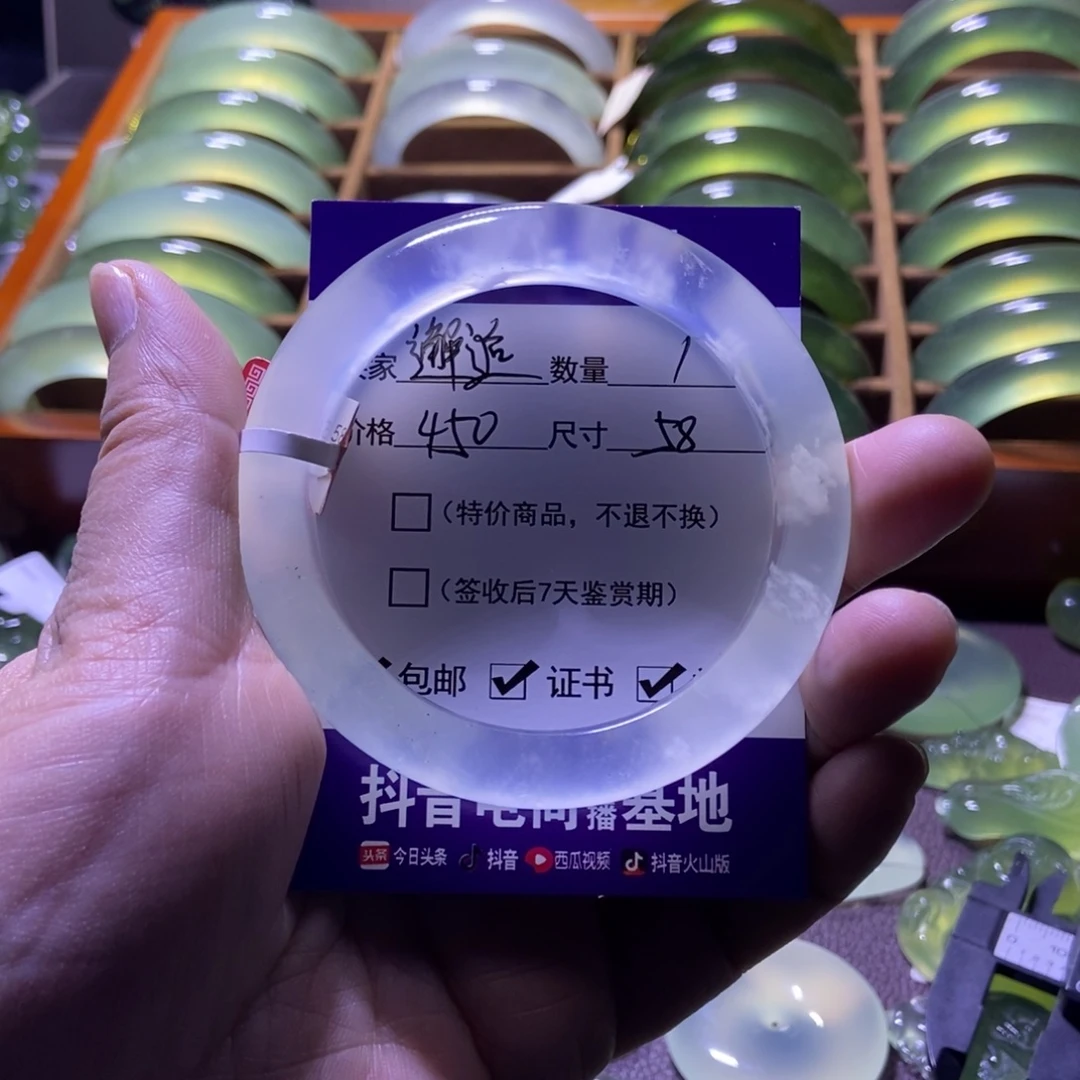 家 邂逅 数量 1
价格 450 尺寸 58
（特价商品，不退不换）
（签收后7天鉴赏期）
包邮 证书
抖音电商 播基地
头条 今日头条 抖音 西瓜视频 抖音火山版